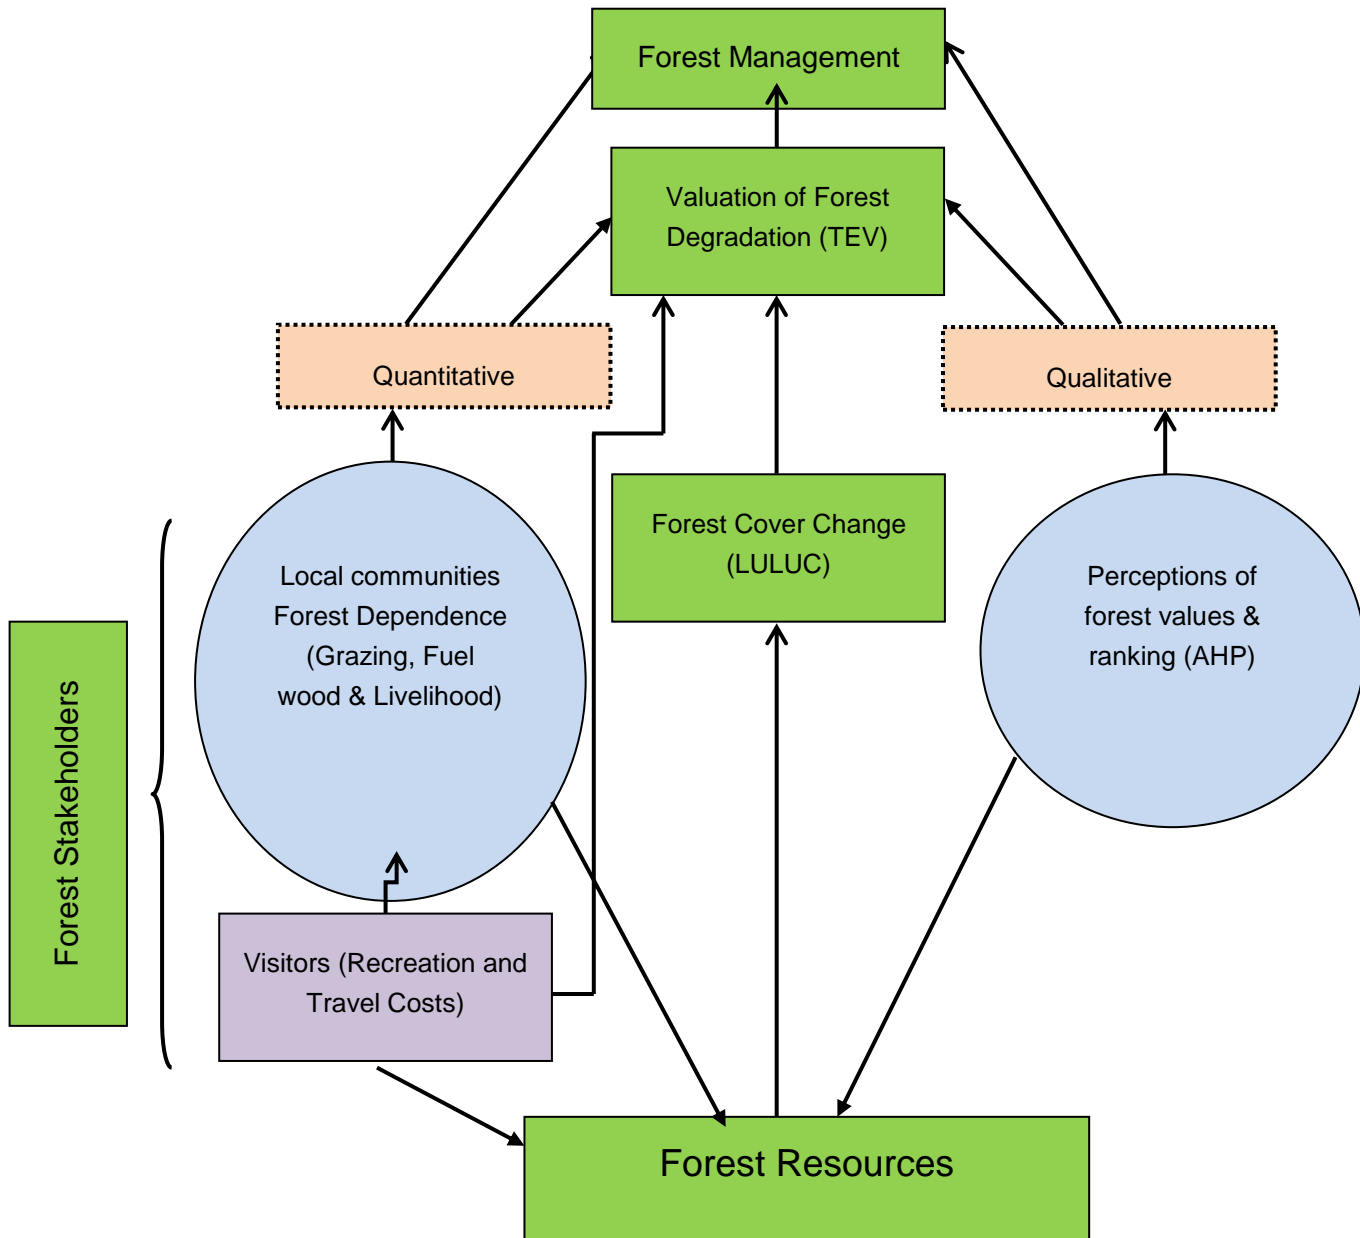 Forest Management
Valuation of Forest
Degradation (TEV)
Quantitative
Qualitative
Local communities
Forest Dependence
(Grazing, Fuel
wood & Livelihood)
Forest Cover Change
(LULUC)
Perceptions of
forest values &
ranking (AHP)
Forest Stakeholders
Visitors (Recreation and
Travel Costs)
Forest Resources